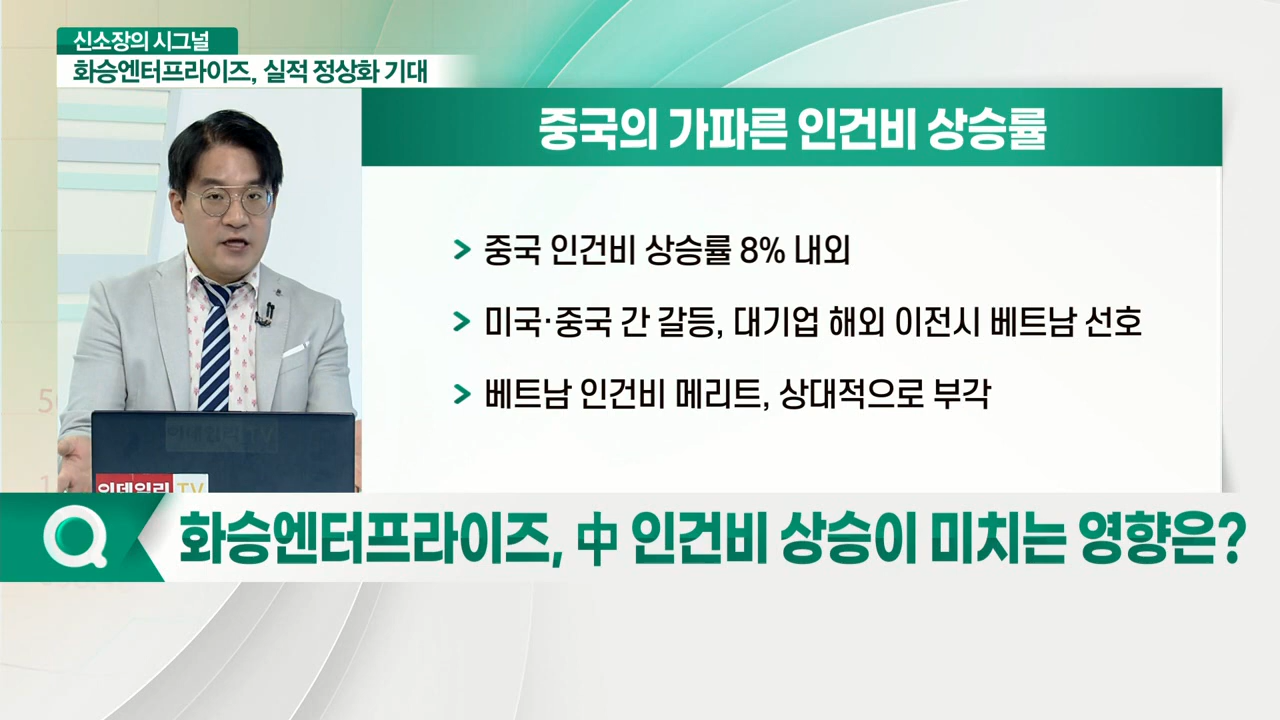 신소장의 시그널
화승엔터프라이즈, 실적 정상화 기대
중국의 가파른 인건비 상승률
> 중국 인건비 상승률 8% 내외
> 미국·중국 간 갈등, 대기업 해외 이전시 베트남 선호
> 베트남 인건비 메리트, 상대적으로 부각
이데일리 TV
화승엔터프라이즈, 中 인건비 상승이 미치는 영향은?